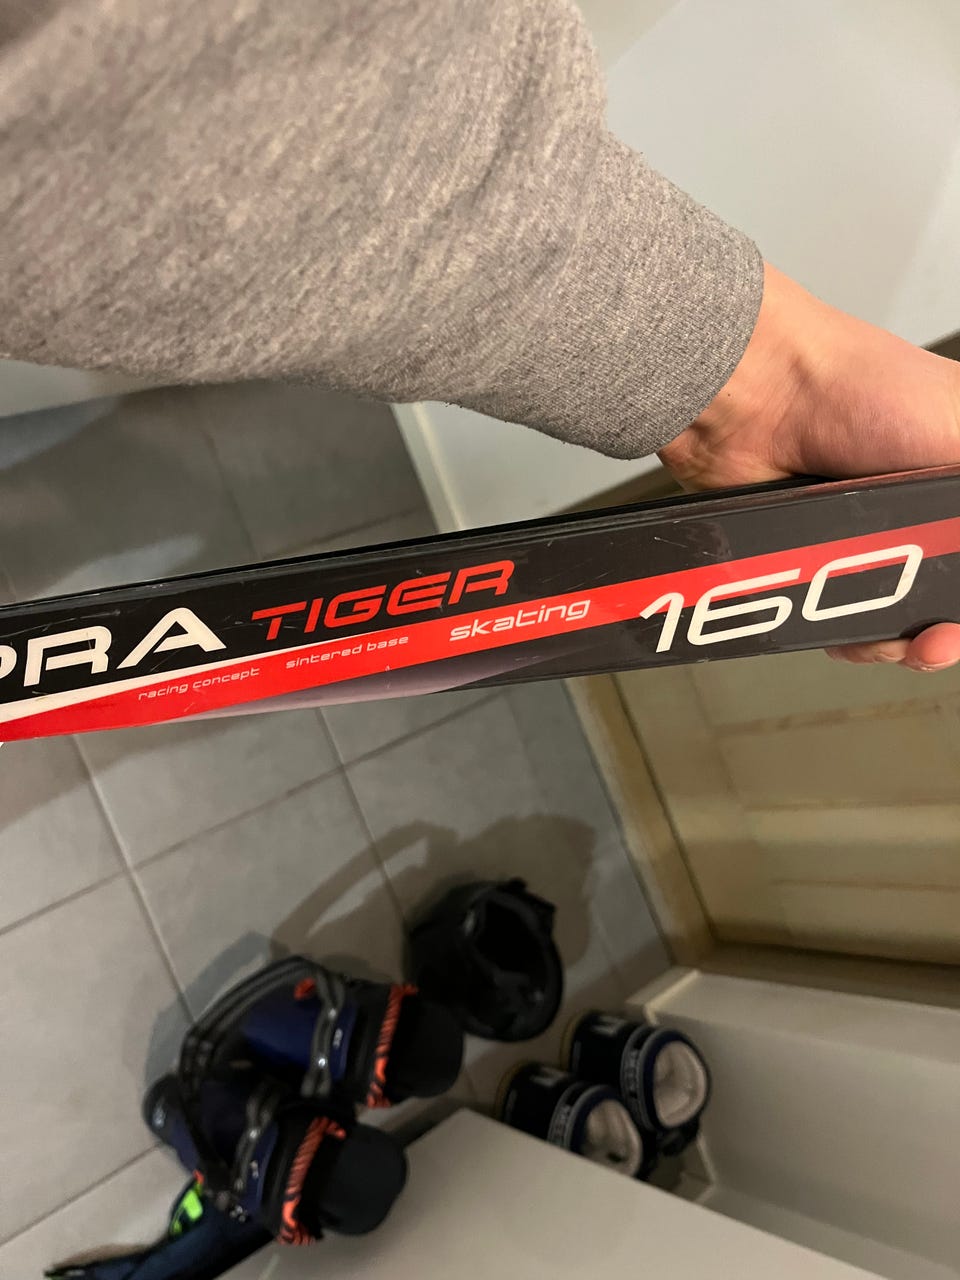 PRA TIGER
racing concept sintered base skating 160